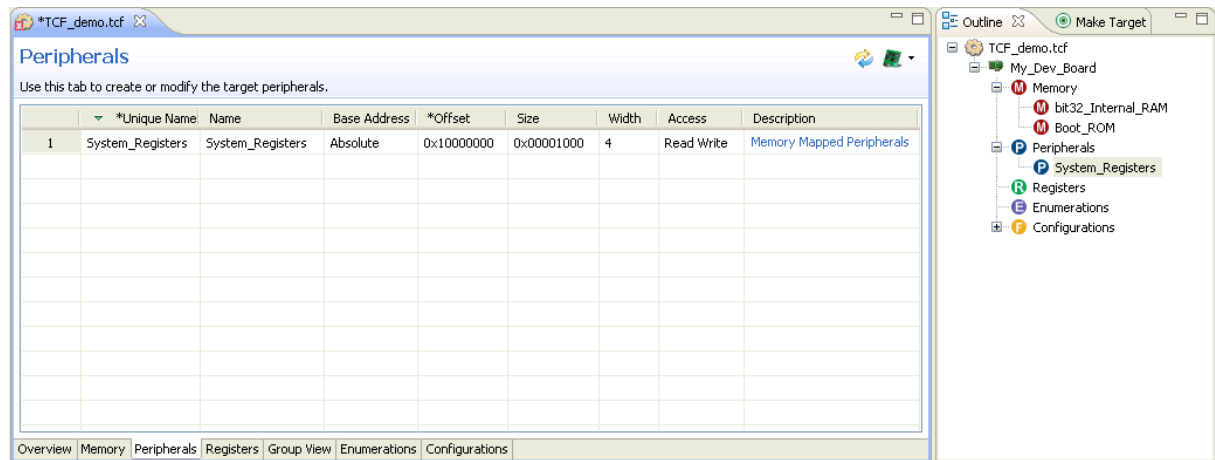 *TCF_demo.tcf
Peripherals
Use this tab to create or modify the target peripherals.
*Unique Name Name Base Address *Offset Size Width Access Description
1 System_Registers System_Registers Absolute 0x10000000 0x00001000 4 Read Write Memory Mapped Peripherals
Overview Memory Peripherals Registers Group View Enumerations Configurations
Outline Make Target
TCF_demo.tcf
My_Dev_Board
M Memory
M bit32_Internal_RAM
M Boot_ROM
P Peripherals
P System_Registers
R Registers
E Enumerations
F Configurations